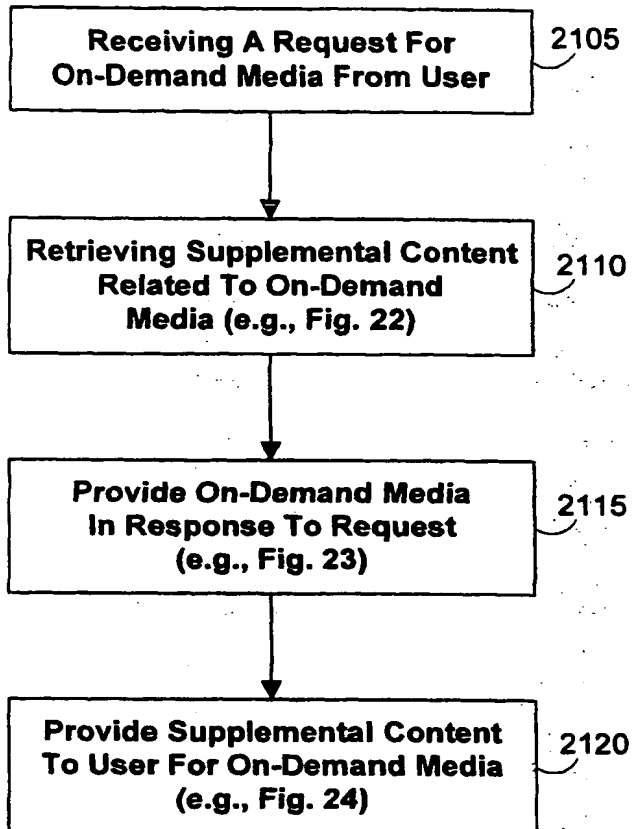 Receiving A Request For
On-Demand Media From User
2105
Retrieving Supplemental Content
Related To On-Demand
Media (e.g., Fig. 22)
2110
Provide On-Demand Media
In Response To Request
(e.g., Fig. 23)
2115
Provide Supplemental Content
To User For On-Demand Media
(e.g., Fig. 24)
2120